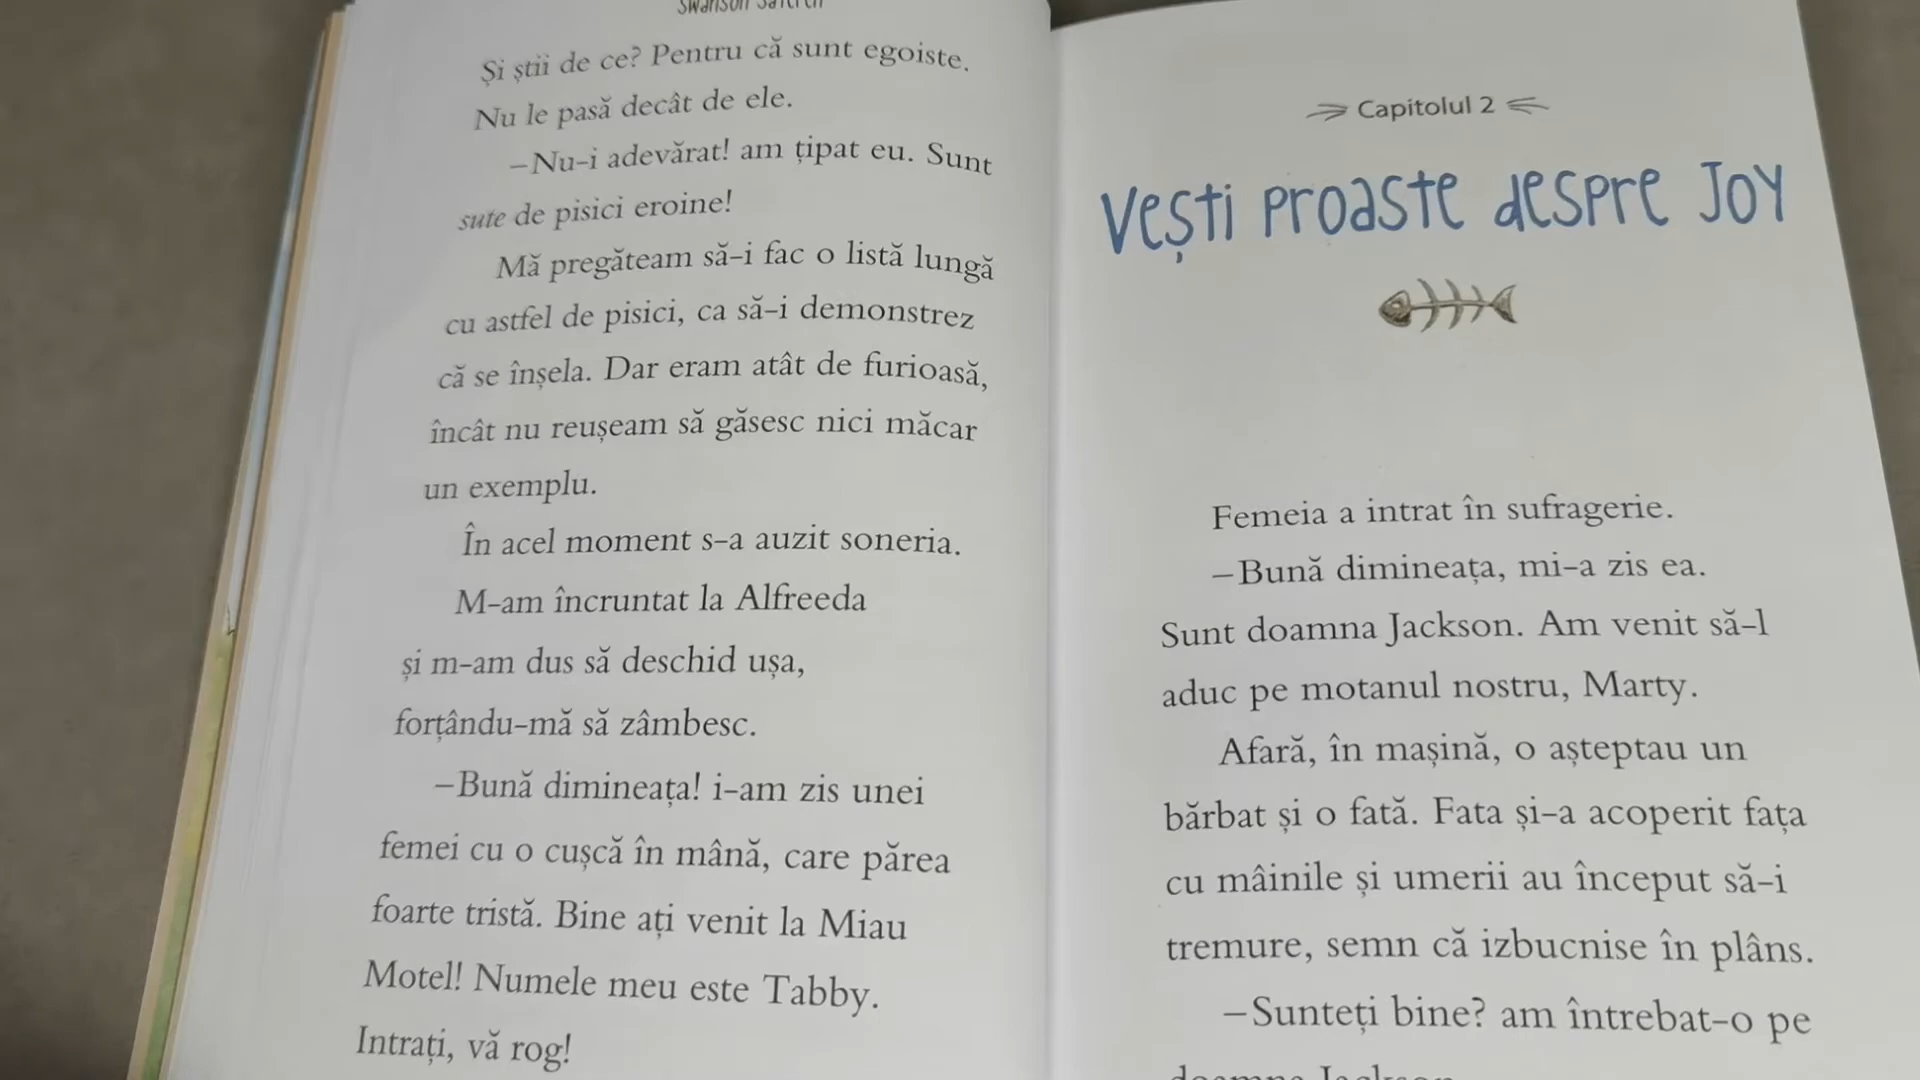 Swanson
Și știi de ce? Pentru că sunt egoiste.
Nu le pasă decât de ele.
—Nu-i adevărat! am țipat eu. Sunt
sute de pisici eroine!
Mă pregăteam să-i fac o listă lungă
cu astfel de pisici, ca să-i demonstrez
că se înșela. Dar eram atât de furioasă,
încât nu reușeam să găsesc nici măcar
un exemplu.
În acel moment s-a auzit soneria.
M-am încruntat la Alfreeda
și m-am dus să deschid ușa,
forțându-mă să zâmbesc.
—Bună dimineața! i-am zis unei
femei cu o cușcă în mână, care părea
foarte tristă. Bine ați venit la Miau
Motel! Numele meu este Tabby.
Intrați, vă rog!
Capitolul 2
Vești proaste despre Joy
Femeia a intrat în sufragerie.
—Bună dimineața, mi-a zis ea.
Sunt doamna Jackson. Am venit să-l
aduc pe motanul nostru, Marty.
Afară, în mașină, o așteptau un
bărbat și o fată. Fata și-a acoperit fața
cu mâinile și umerii au început să-i
tremure, semn că izbucnise în plâns.
—Sunteți bine? am întrebat-o pe
doamna Jackson